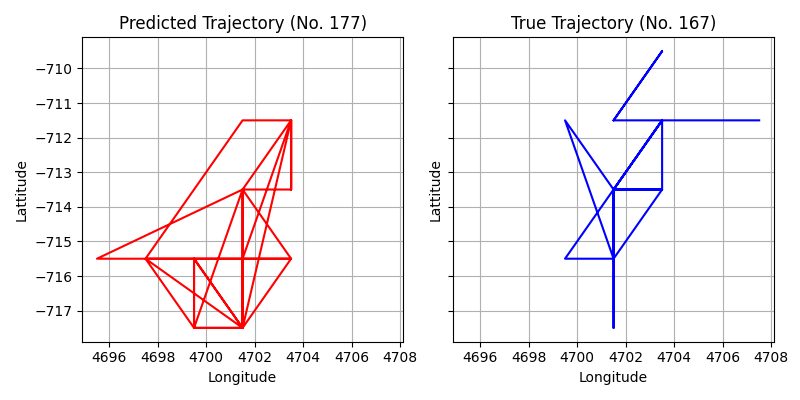 Predicted Trajectory (No. 177)
True Trajectory (No. 167)
−710
−711
−712
−713
−714
−715
−716
−717
Lattitude
Lattitude
4696 4698 4700 4702 4704 4706 4708
4696 4698 4700 4702 4704 4706 4708
Longitude
Longitude